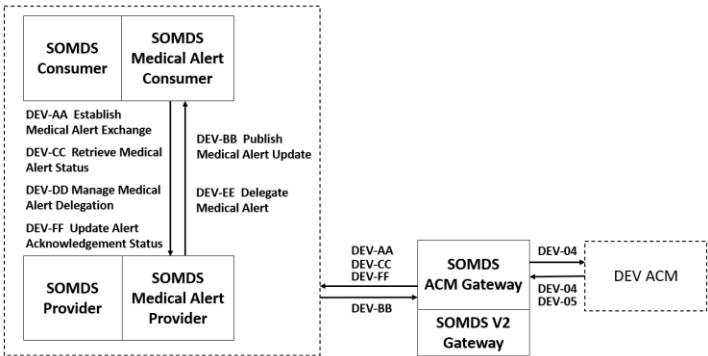 SOMDS
Consumer
SOMDS
Medical Alert
Consumer
DEV-AA Establish
Medical Alert Exchange
DEV-CC Retrieve Medical
Alert Status
DEV-DD Manage Medical
Alert Delegation
DEV-FF Update Alert
Acknowledgement Status
DEV-BB Publish
Medical Alert Update
DEV-EE Delegate
Medical Alert
SOMDS
Provider
SOMDS
Medical Alert
Provider
DEV-AA
DEV-CC
DEV-FF
DEV-BB
SOMDS
ACM Gateway
SOMDS V2
Gateway
DEV-04
DEV-04
DEV-05
DEV ACM